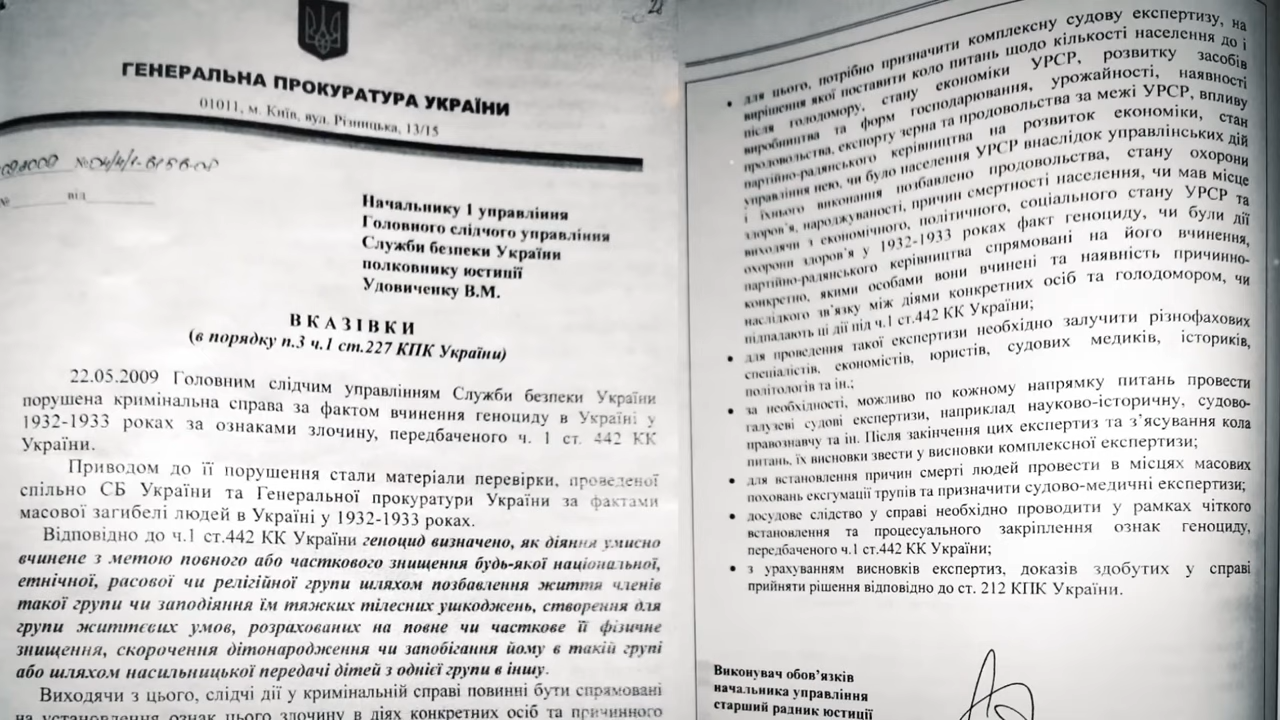 ГЕНЕРАЛЬНА ПРОКУРАТУРА УКРАЇНИ
01011, м. Київ, вул. Різницька, 13/15
№
№ від
Начальнику 1 управління
Головного слідчого управління
Служби безпеки України
полковнику юстиції
Удовиченку В.М.
ВКАЗІВКИ
(в порядку п.3 ч.1 ст.227 КПК України)
22.05.2009 Головним слідчим управлінням Служби безпеки України
порушена кримінальна справа за фактом вчинення геноциду в Україні у
1932-1933 роках за ознаками злочину, передбаченого ч. 1 ст. 442 КК
України.
Приводом до її порушення стали матеріали перевірки, проведеної
спільно СБ України та Генеральної прокуратури України за фактами
масової загибелі людей в Україні у 1932-1933 роках.
Відповідно до ч.1 ст.442 КК України геноцид визначено, як діяння умисно
вчинене з метою повного або часткового знищення будь-якої національної,
етнічної, расової чи релігійної групи шляхом позбавлення життя членів
такої групи чи заподіяння їм тяжких тілесних ушкоджень, створення для
групи життєвих умов, розрахованих на повне чи часткове її фізичне
знищення, скорочення дітонародження чи запобігання йому в такій групі
або шляхом насильницької передачі дітей з однієї групи в іншу.
Виходячи з цього, слідчі дії у кримінальній справі повинні бути спрямовані
на установлення ознак цього злочину в діях конкретних осіб та причинного
• для цього, потрібно призначити комплексну судову експертизу, на
вирішення якої поставити коло питань щодо кількості населення до і
після голодомору, стану економіки УРСР, розвитку засобів
виробництва та форм господарювання, урожайності, наявності
продовольства, експорту зерна та продовольства за межі УРСР, впливу
партійно-радянського керівництва на розвиток економіки, стан
управління нею, чи було населення УРСР внаслідок управлінських дій
і їхнього виконання позбавлено продовольства, стану охорони
здоров'я, народжуваності, причин смертності населення, чи мав місце
виходячи з економічного, політичного, соціального стану УРСР та
охорони здоров'я у 1932-1933 роках факт геноциду, чи були дії
партійно-радянського керівництва спрямовані на його вчинення,
конкретно, якими особами вони вчинені та наявність причинно-
наслідкого зв'язку між діями конкретних осіб та голодомором, чи
підпадають ці дії під ч.1 ст.442 КК України;
• для проведення такої експертизи необхідно залучити різнофахових
спеціалістів, економістів, юристів, судових медиків, істориків,
політологів та ін.;
• за необхідності, можливо по кожному напрямку питань провести
галузеві судові експертизи, наприклад науково-історичну, судово-
правознавчу та ін. Після закінчення цих експертиз та з'ясування кола
питань, їх висновки звести у висновки комплексної експертизи;
• для встановлення причин смерті людей провести в місцях масових
поховань ексгумації трупів та призначити судово-медичні експертизи;
• досудове слідство у справі необхідно проводити у рамках чіткого
встановлення та процесуального закріплення ознак геноциду,
передбаченого ч.1 ст.442 КК України;
• з урахуванням висновків експертиз, доказів здобутих у справі
прийняти рішення відповідно до ст. 212 КПК України.
Виконувач обов'язків
начальника управління
старший радник юстиції